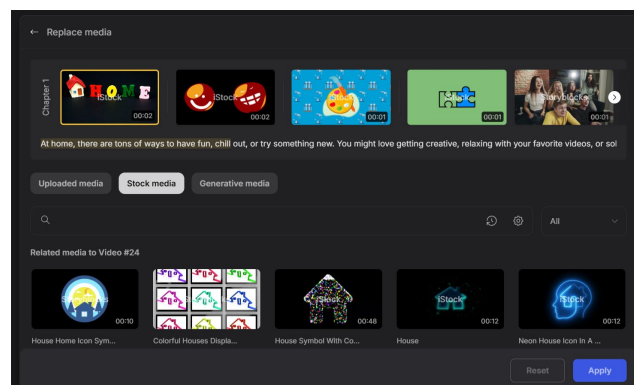 ← Replace media
Chapter 1
HOME
iStock
00:02
iStock
00:02
iStock
00:01
iStock
00:01
Storyblocks
00:01
At home, there are tons of ways to have fun, chill out, or try something new. You might love getting creative, relaxing with your favorite videos, or sol
Uploaded media
Stock media
Generative media
All
Related media to Video #24
00:10
iStock
00:48
iStock
00:12
iStock
00:12
House Home Icon Sym...
Colorful Houses Displa...
House Symbol With Co...
House
Neon House Icon In A ...
Reset
Apply